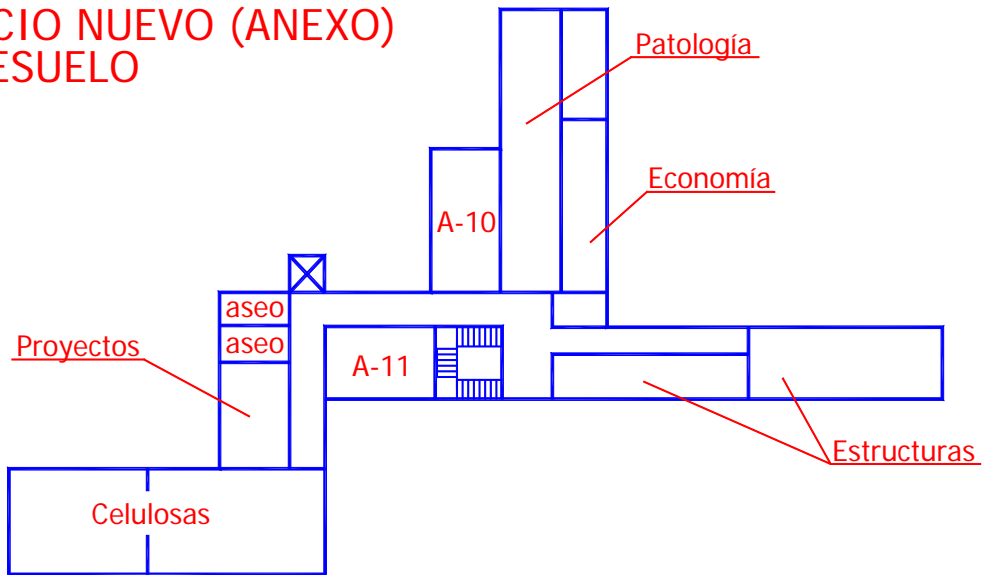 CIO NUEVO (ANEXO)
ESUELO
Patología
Economía
A-10
aseo
aseo
Proyectos
A-11
Estructuras
Celulosas